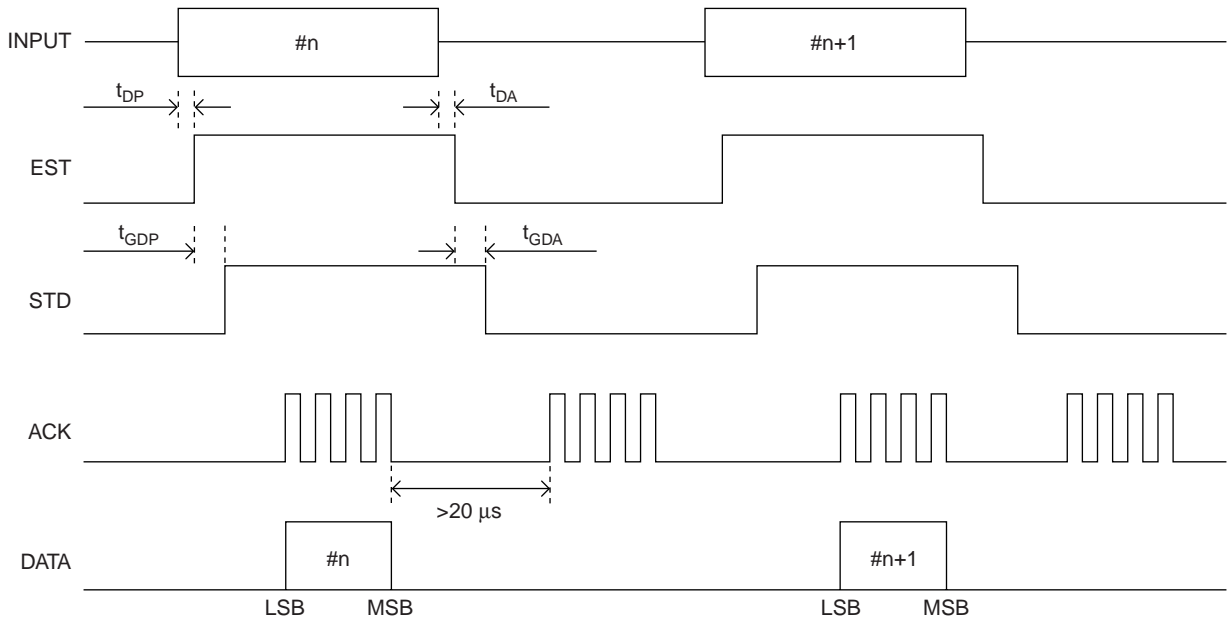 INPUT #n #n+1
tDP tDA
EST
tGDP tGDA
STD
ACK
>20 μs
DATA #n #n+1
LSB MSB LSB MSB